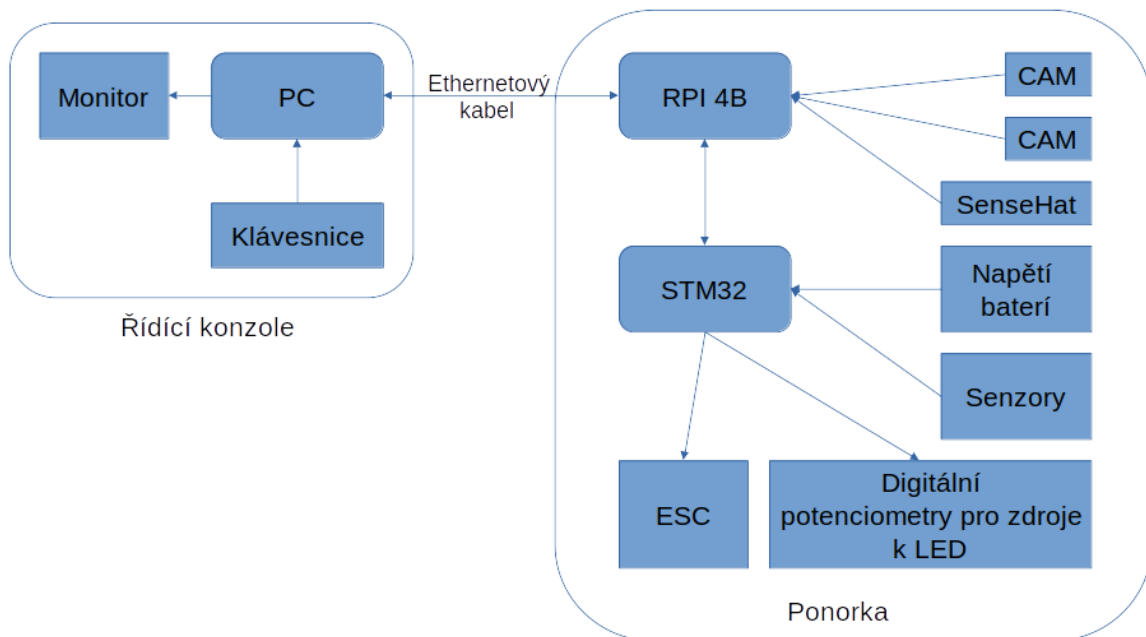 Monitor
PC
Klávesnice
Řídící konzole
Ethernetový
kabel
RPI 4B
CAM
CAM
SenseHat
STM32
Napětí
baterí
Senzory
ESC
Digitální
potenciometry pro zdroje
k LED
Ponorka